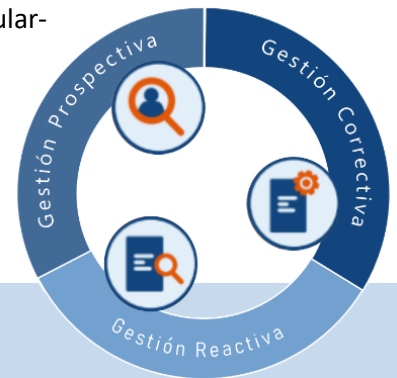 ular-
Gestión Prospectiva
Gestión Correctiva
Gestión Reactiva